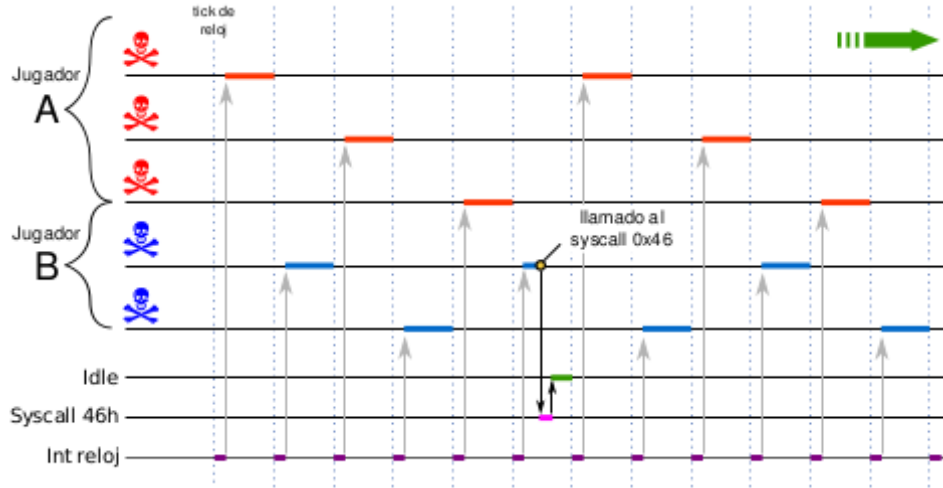 tick de
reloj
Jugador
A
Jugador
B
llamado al
syscall 0x46
Idle
Syscall 46h
Int reloj